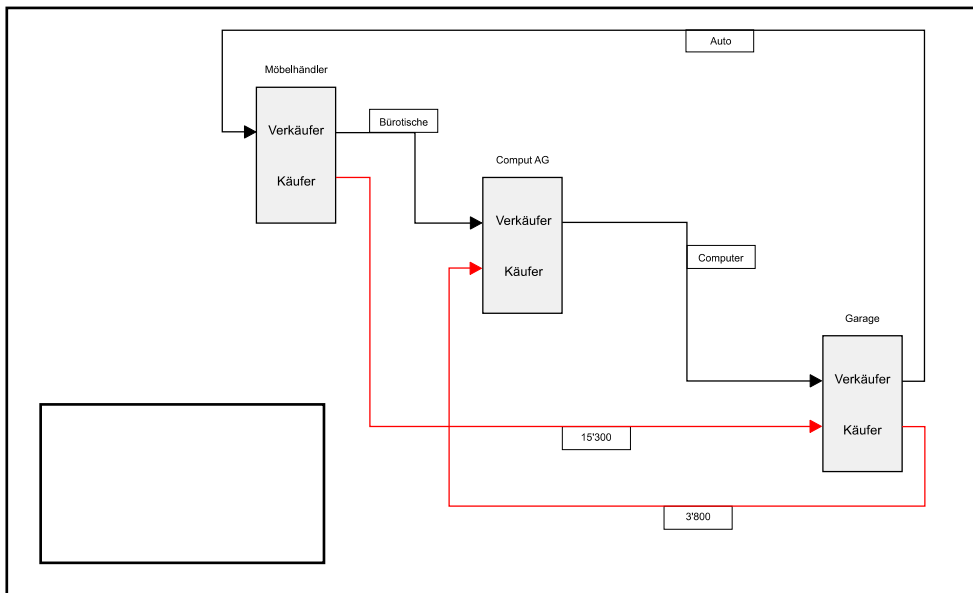 Auto
Möbelhändler
Verkäufer
Käufer
Bürotische
Comput AG
Verkäufer
Käufer
Computer
Garage
Verkäufer
Käufer
15'300
3'800